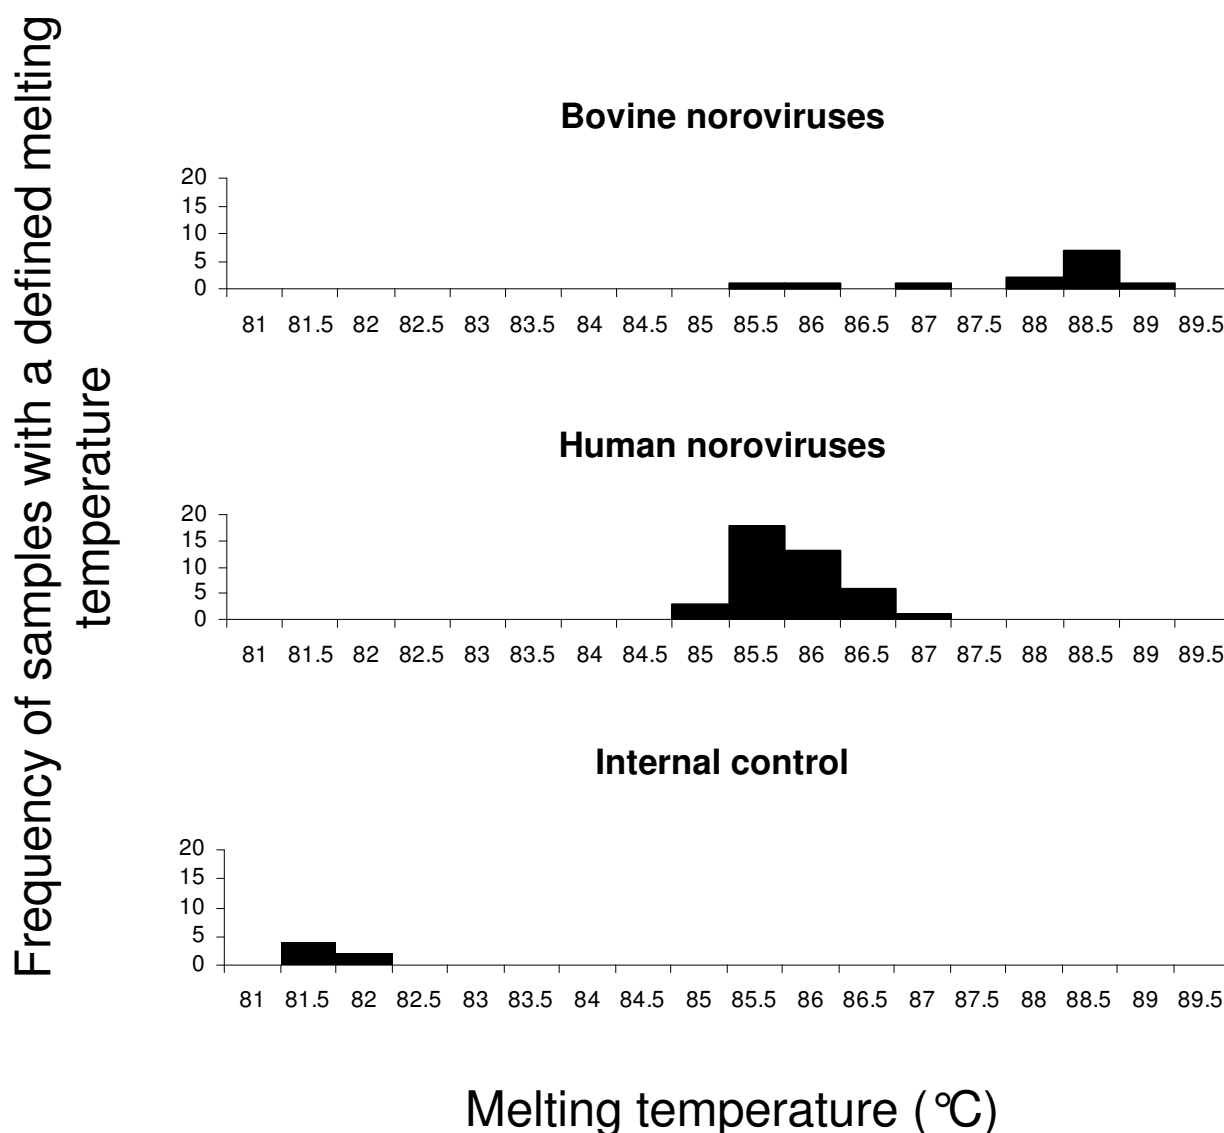 Frequency of samples with a defined melting
temperature
Bovine noroviruses
20
15
10
5
0
81 81.5 82 82.5 83 83.5 84 84.5 85 85.5 86 86.5 87 87.5 88 88.5 89 89.5
Human noroviruses
20
15
10
5
0
81 81.5 82 82.5 83 83.5 84 84.5 85 85.5 86 86.5 87 87.5 88 88.5 89 89.5
Internal control
20
15
10
5
0
81 81.5 82 82.5 83 83.5 84 84.5 85 85.5 86 86.5 87 87.5 88 88.5 89 89.5
Melting temperature (°C)